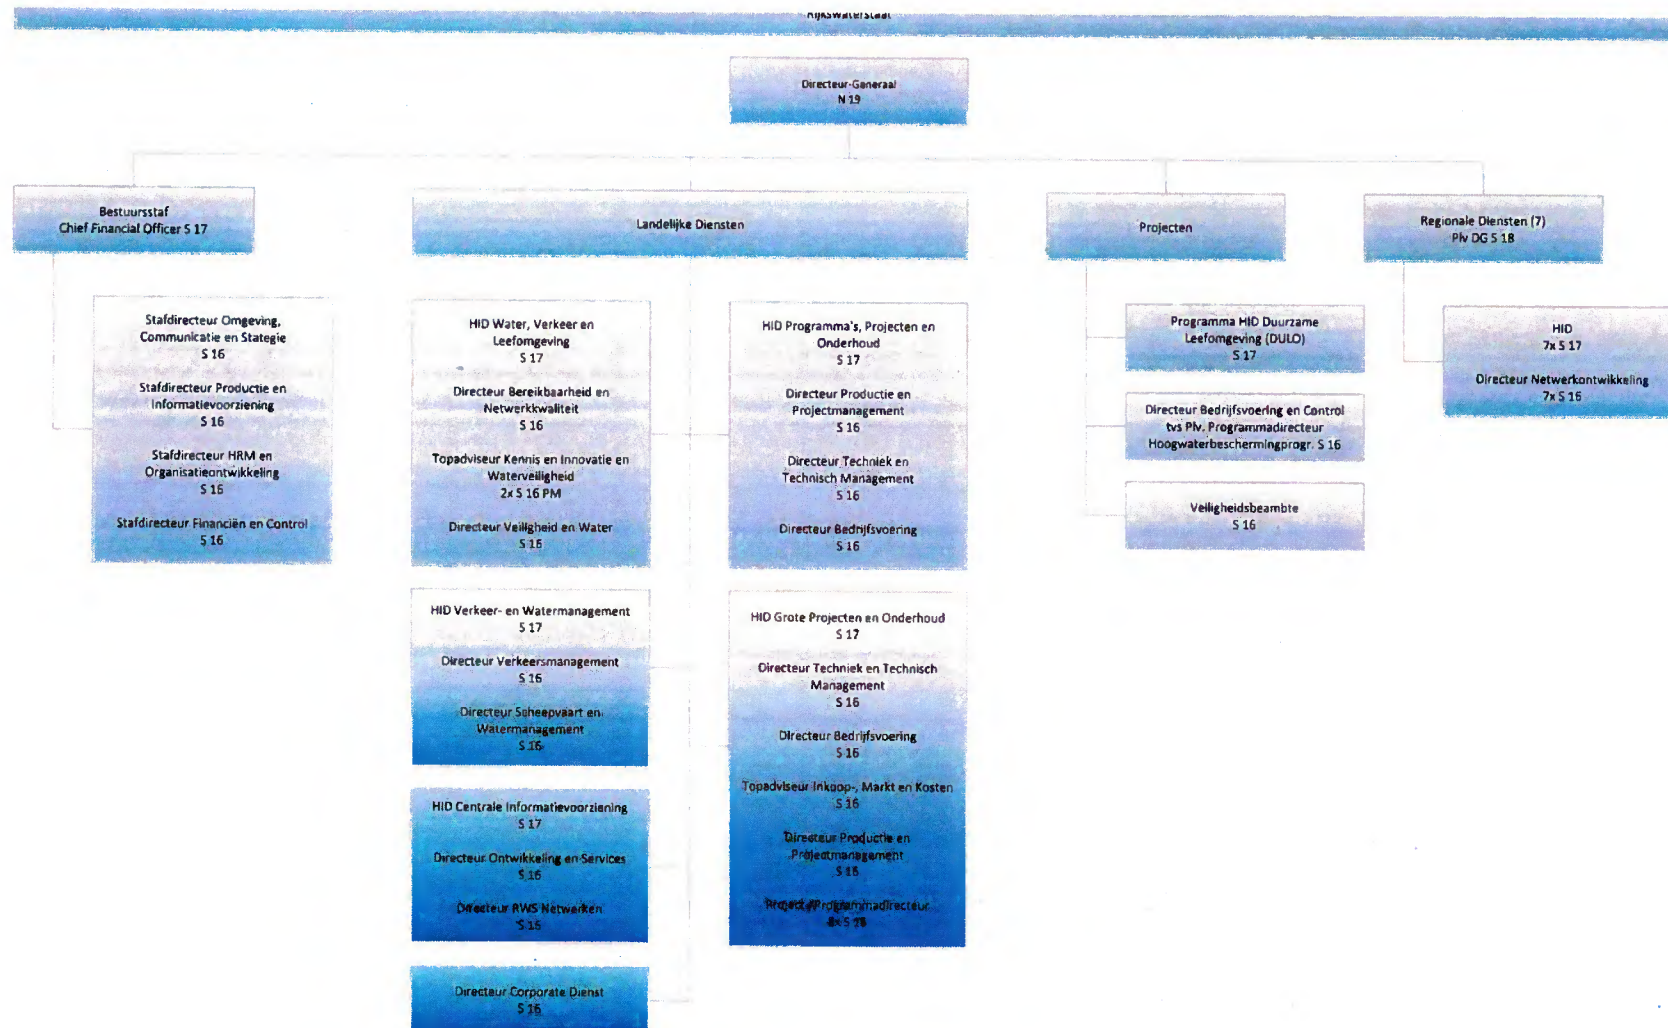 Rijkswaterstaat
Directeur-Generaal
N 19
Bestuursstaf
Chief Financial Officer S 17
Landelijke Diensten
Projecten
Regionale Diensten (7)
Plv DG S 18
Stafdirecteur Omgeving,
Communicatie en Stategie
S 16
Stafdirecteur Productie en
Informatievoorziening
S 16
Stafdirecteur HRM en
Organisatieontwikkeling
S 16
Stafdirecteur Financiën en Control
S 16
HID Water, Verkeer en
Leefomgeving
S 17
Directeur Bereikbaarheid en
Netwerkkwaliteit
S 16
Topadviseur Kennis en Innovatie en
Waterveiligheid
2x S 16 PM
Directeur Veiligheid en Water
S 16
HID Verkeer- en Watermanagement
S 17
Directeur Verkeersmanagement
S 16
Directeur Scheepvaart en
Watermanagement
S 16
HID Centrale Informatievoorziening
S 17
Directeur Ontwikkeling en Services
S 16
Directeur RWS Netwerken
S 16
Directeur Corporate Dienst
S 16
HID Programma's, Projecten en
Onderhoud
S 17
Directeur Productie en
Projectmanagement
S 16
Directeur Techniek en
Technisch Management
S 16
Directeur Bedrijfsvoering
S 16
HID Grote Projecten en Onderhoud
S 17
Directeur Techniek en Technisch
Management
S 16
Directeur Bedrijfsvoering
S 16
Topadviseur Inkoop-, Markt en Kosten
S 16
Directeur Productie en
Projectmanagement
S 16
Project/Programmadirecteur
Programma HID Duurzame
Leefomgeving (DULO)
S 17
Directeur Bedrijfsvoering en Control
tvs Plv. Programmadirecteur
Hoogwaterbeschermingprogr. S 16
Veiligheidsbeambte
S 16
HID
7x S 17
Directeur Netwerkontwikkeling
7x S 16